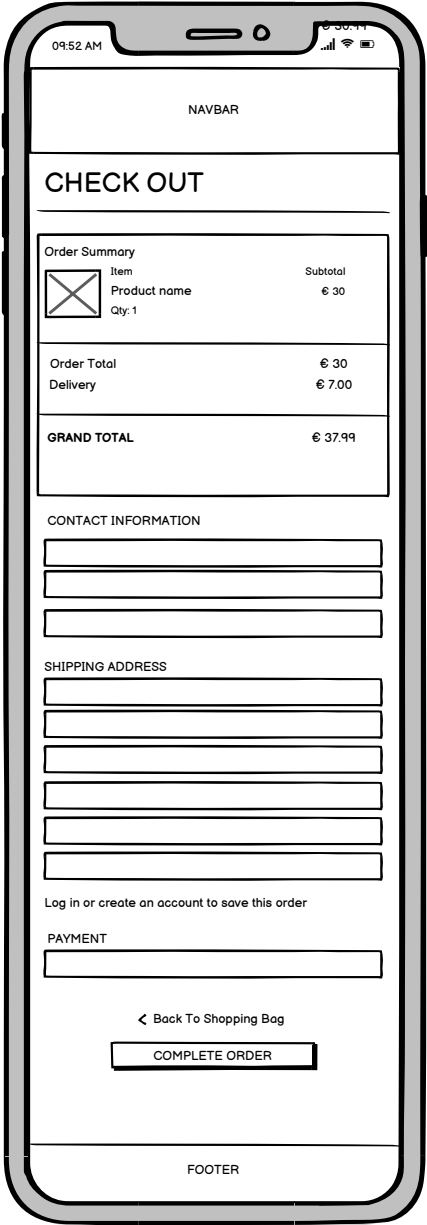 09:52 AM
NAVBAR
CHECK OUT
Order Summary
Item Subtotal
Product name € 30
Qty: 1
Order Total € 30
Delivery € 7.00
GRAND TOTAL € 37.99
CONTACT INFORMATION
SHIPPING ADDRESS
Log in or create an account to save this order
PAYMENT
Back To Shopping Bag
COMPLETE ORDER
FOOTER